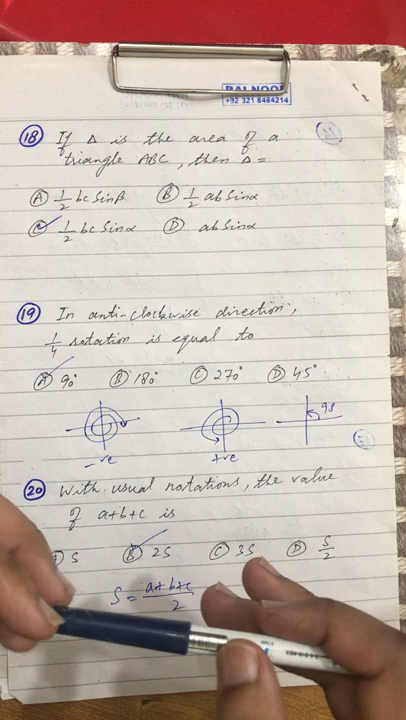 +92 321 8484214
18 If Δ is the area of a
triangle ABC, then Δ=
A 1/2 bc Sinβ B 1/2 ab Sinα
C 1/2 bc Sinα D ab Sinα
19 In anti-clockwise direction,
1/4 rotation is equal to
A 90° B 180° C 270° D 45°
-ve +ve
20 With usual notations, the value
of a+b+c is
S B 2S C 3S D S/2
S = a+b+c/2